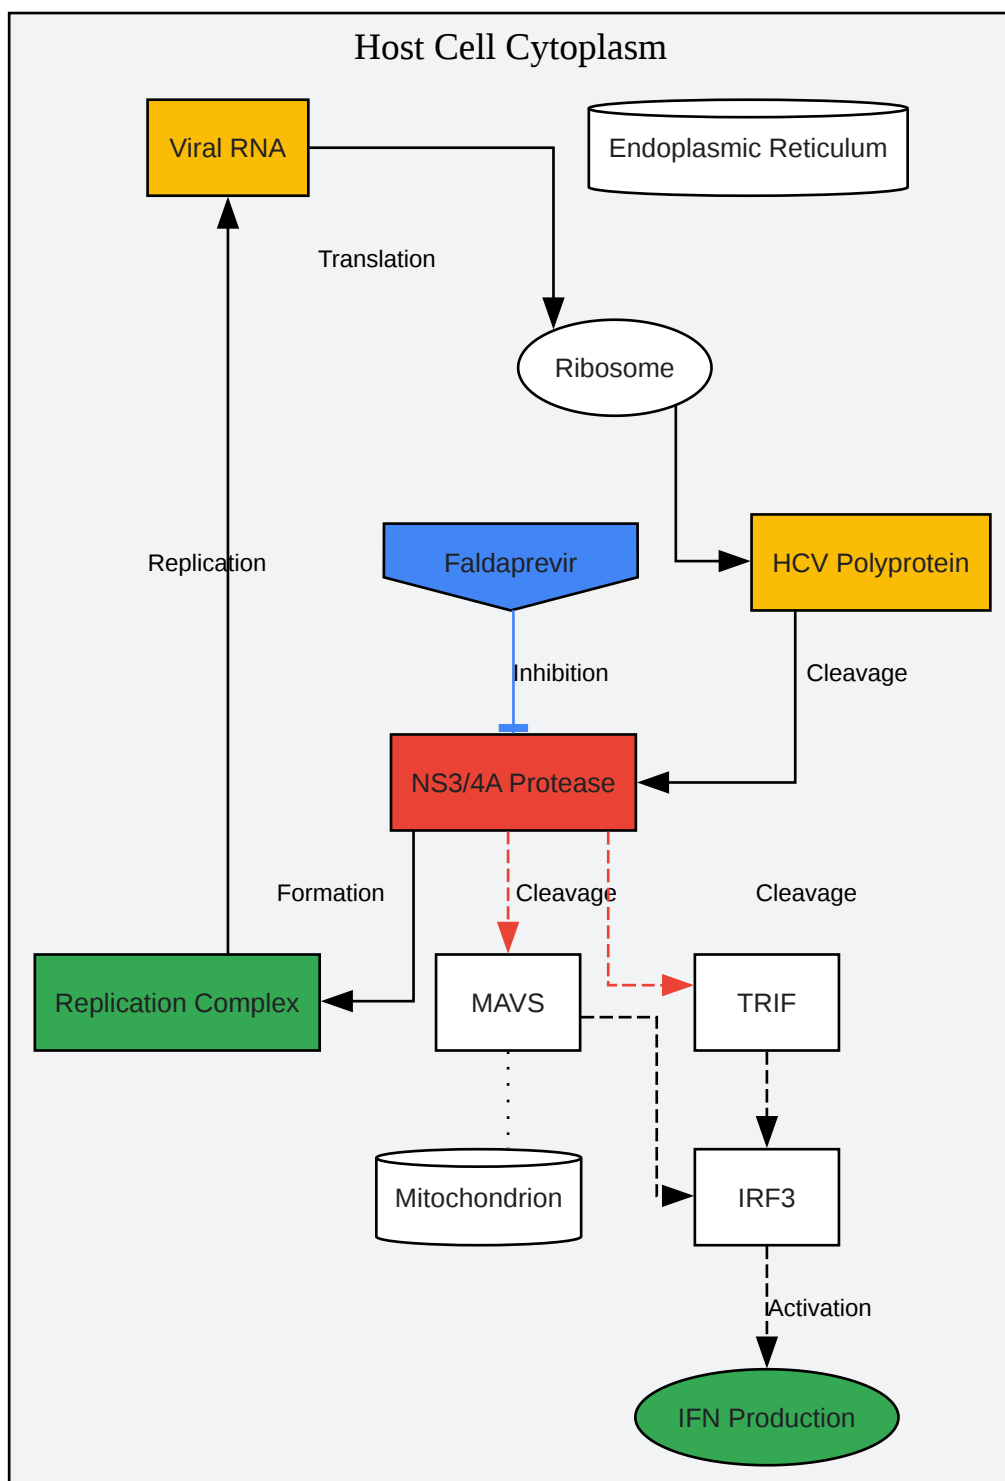 Host Cell Cytoplasm
Viral RNA
Endoplasmic Reticulum
Translation
Ribosome
Replication
Faldaprevir
HCV Polyprotein
Inhibition
Cleavage
NS3/4A Protease
Formation
Cleavage
Cleavage
Replication Complex
MAVS
TRIF
Mitochondrion
IRF3
Activation
IFN Production